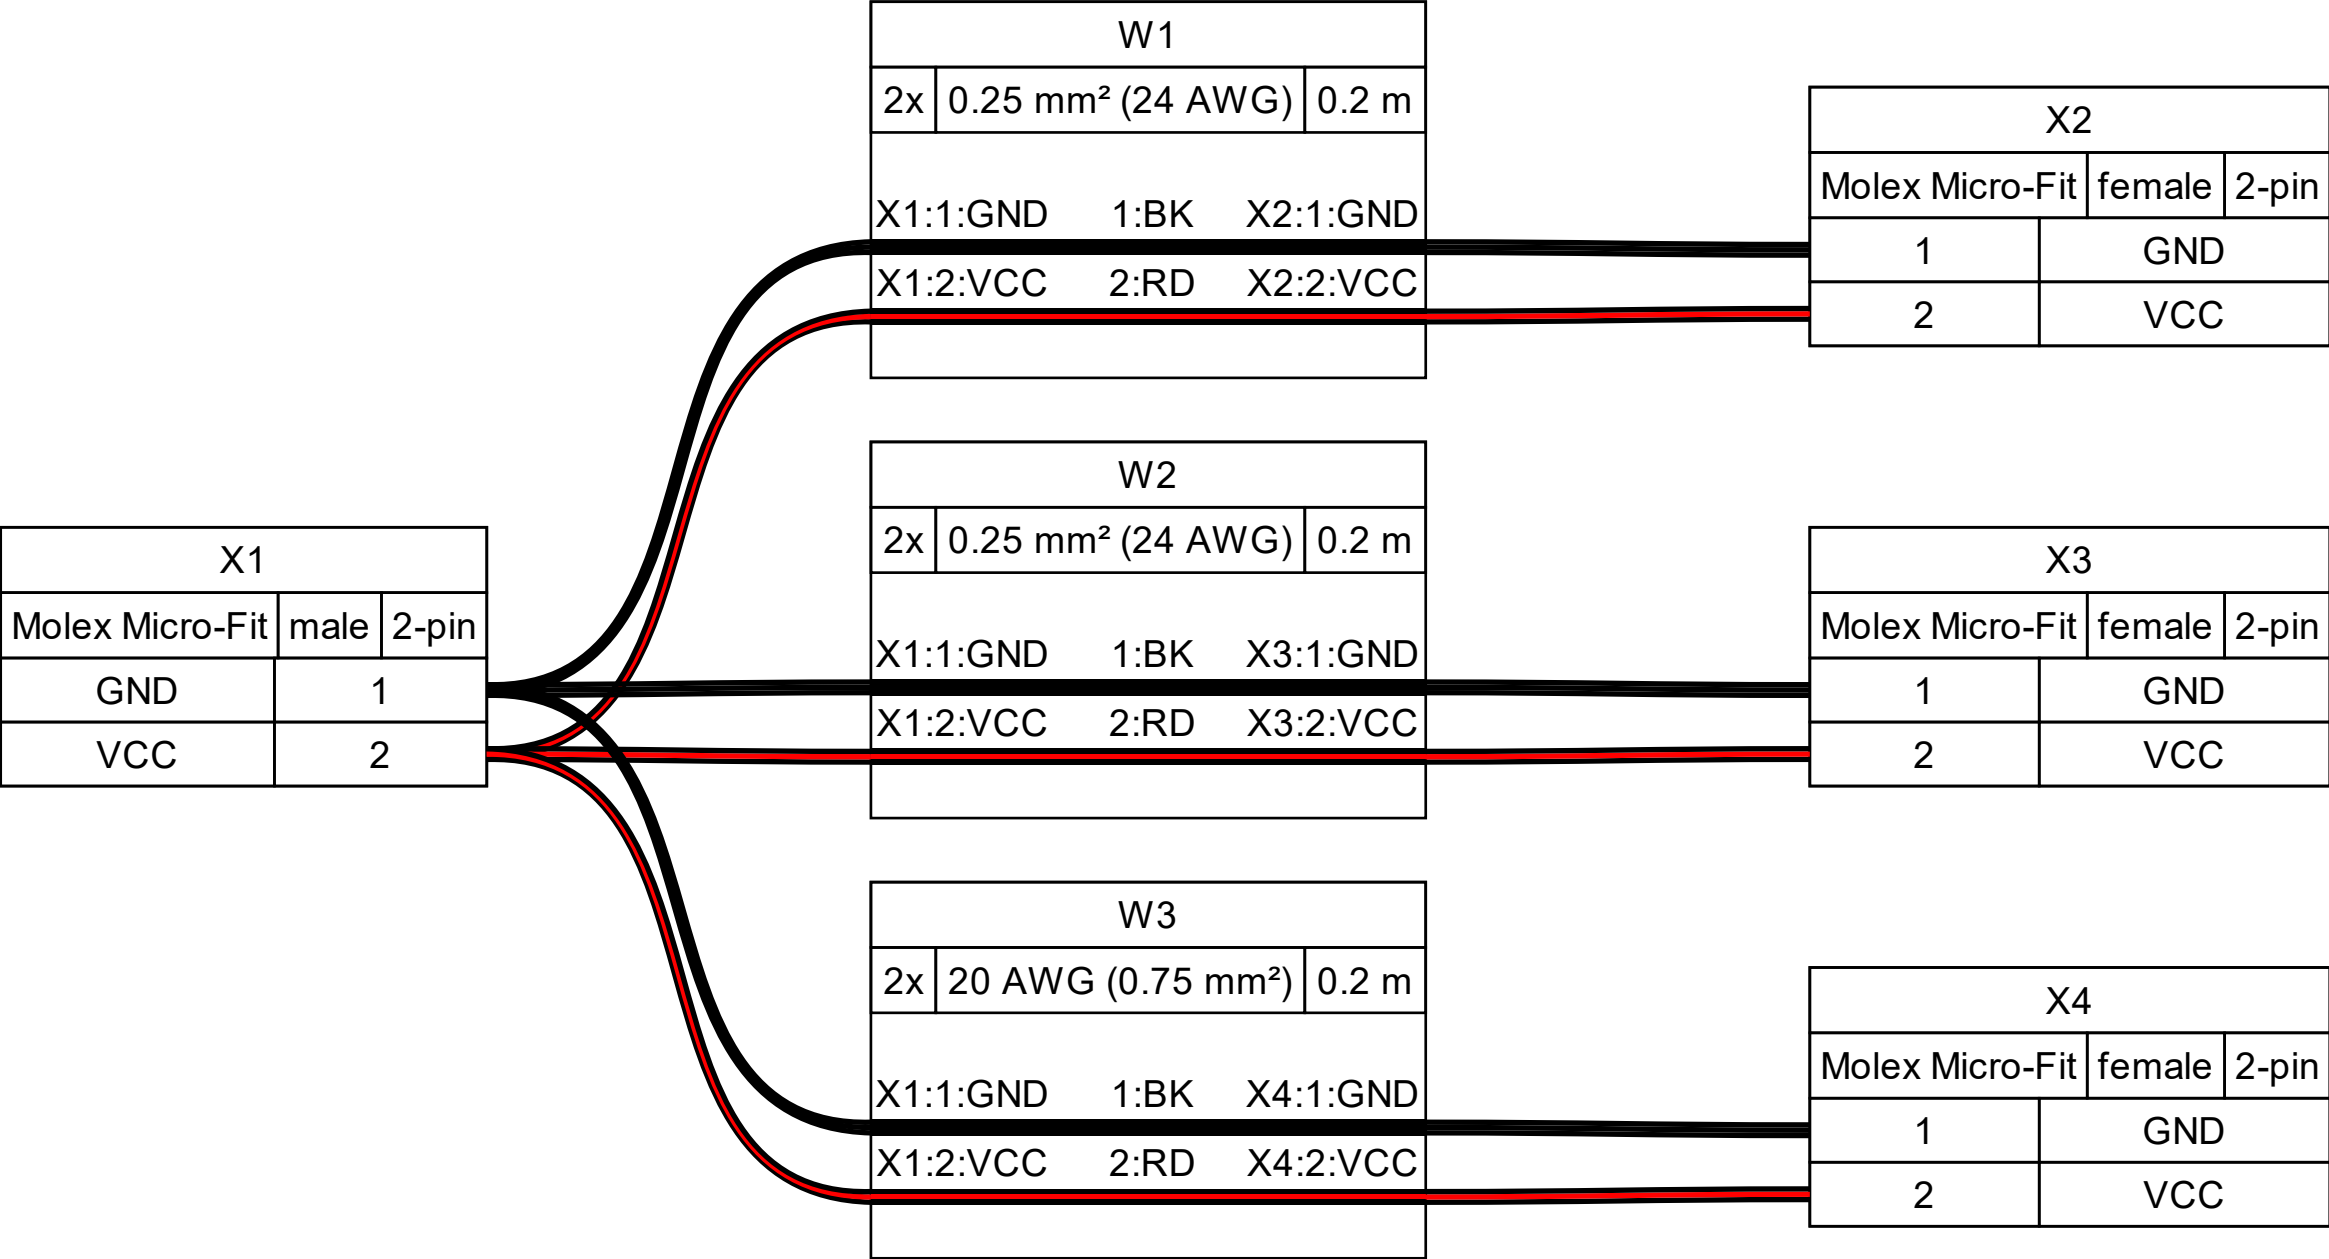 W1
2x 0.25 mm² (24 AWG) 0.2 m
X1:1:GND 1:BK X2:1:GND
X1:2:VCC 2:RD X2:2:VCC
X2
Molex Micro-Fit female 2-pin
1 GND
2 VCC
X1
Molex Micro-Fit male 2-pin
GND 1
VCC 2
W2
2x 0.25 mm² (24 AWG) 0.2 m
X1:1:GND 1:BK X3:1:GND
X1:2:VCC 2:RD X3:2:VCC
X3
Molex Micro-Fit female 2-pin
1 GND
2 VCC
W3
2x 20 AWG (0.75 mm²) 0.2 m
X1:1:GND 1:BK X4:1:GND
X1:2:VCC 2:RD X4:2:VCC
X4
Molex Micro-Fit female 2-pin
1 GND
2 VCC